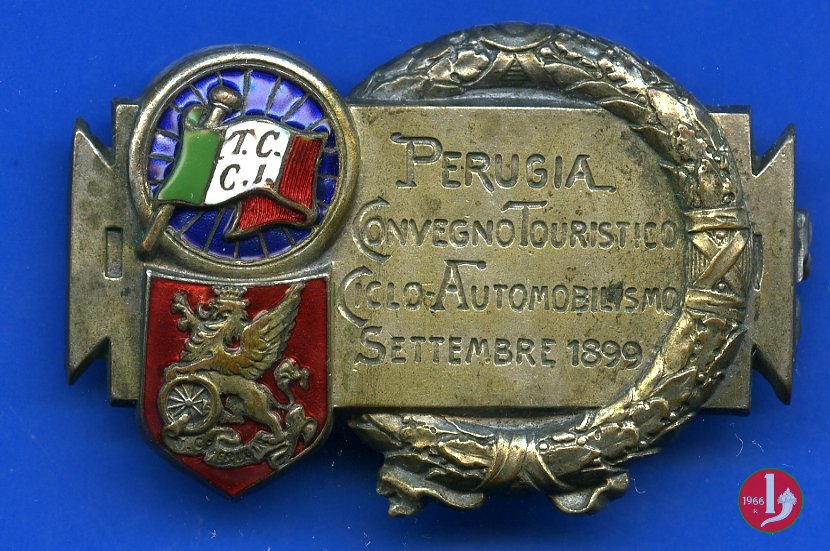 T.C.
C.I.
PERUGIA
CONVEGNO TOURISTICO
CICLO-AUTOMOBILISMO
SETTEMBRE 1899
1966